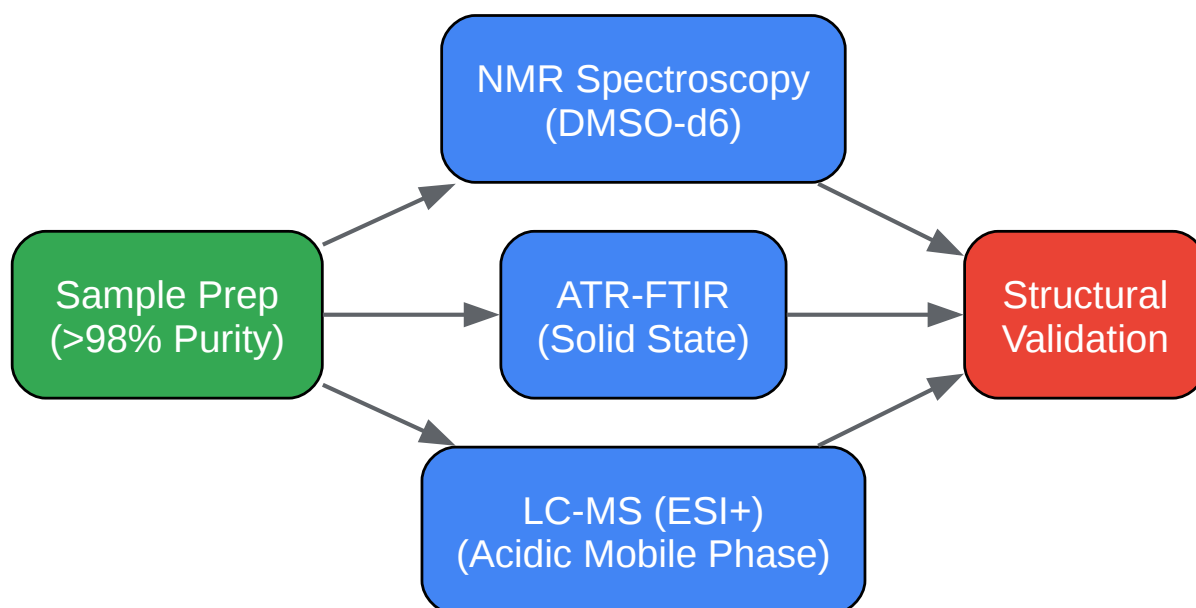 NMR Spectroscopy
(DMSO-d6)
Sample Prep
(>98% Purity)
ATR-FTIR
(Solid State)
Structural
Validation
LC-MS (ESI+)
(Acidic Mobile Phase)